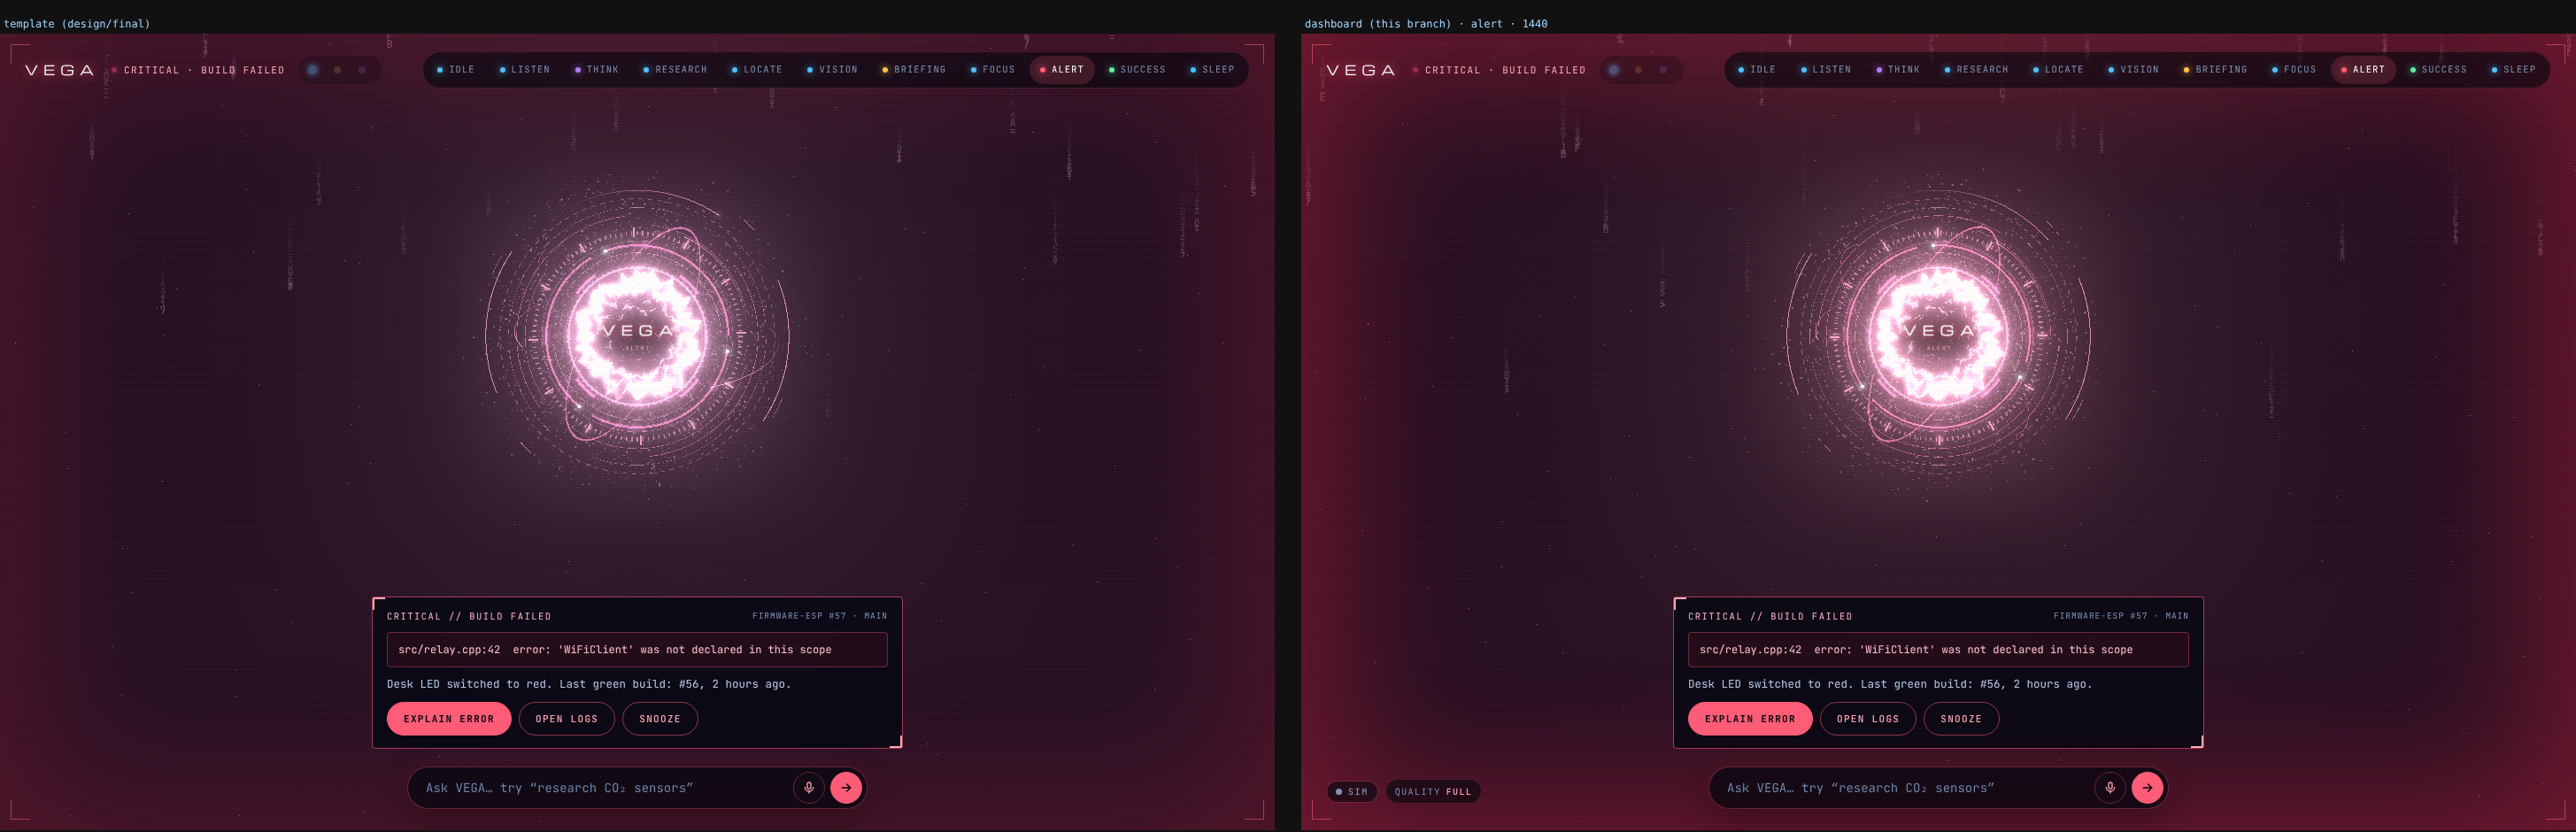 template (design/final)
VEGA
CRITICAL · BUILD FAILED
IDLE
LISTEN
THINK
RESEARCH
LOCATE
VISION
BRIEFING
FOCUS
ALERT
SUCCESS
SLEEP
VEGA
ALERT
CRITICAL // BUILD FAILED
FIRMWARE-ESP #57 · MAIN
src/relay.cpp:42  error: 'WiFiClient' was not declared in this scope
Desk LED switched to red. Last green build: #56, 2 hours ago.
EXPLAIN ERROR
OPEN LOGS
SNOOZE
Ask VEGA… try “research CO₂ sensors”
dashboard (this branch) · alert · 1440
VEGA
CRITICAL · BUILD FAILED
IDLE
LISTEN
THINK
RESEARCH
LOCATE
VISION
BRIEFING
FOCUS
ALERT
SUCCESS
SLEEP
VEGA
ALERT
CRITICAL // BUILD FAILED
FIRMWARE-ESP #57 · MAIN
src/relay.cpp:42  error: 'WiFiClient' was not declared in this scope
Desk LED switched to red. Last green build: #56, 2 hours ago.
EXPLAIN ERROR
OPEN LOGS
SNOOZE
SIM
QUALITY FULL
Ask VEGA… try “research CO₂ sensors”